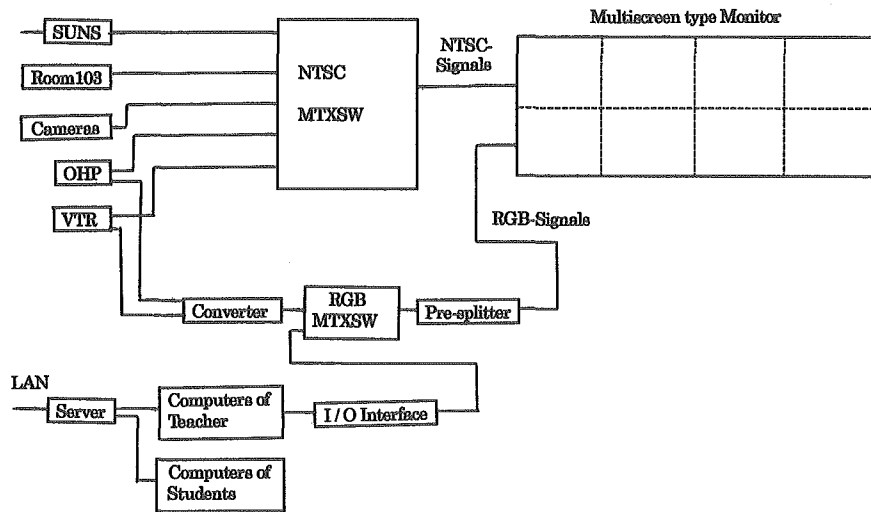 Multiscreen type Monitor
SUNS
Room103
Cameras
OHP
VTR
NTSC
MTXSW
NTSC-
Signals
RGB-Signals
Converter
RGB
MTXSW
Pre-splitter
LAN
Server
Computers of
Teacher
I / O Interface
Computers of
Students